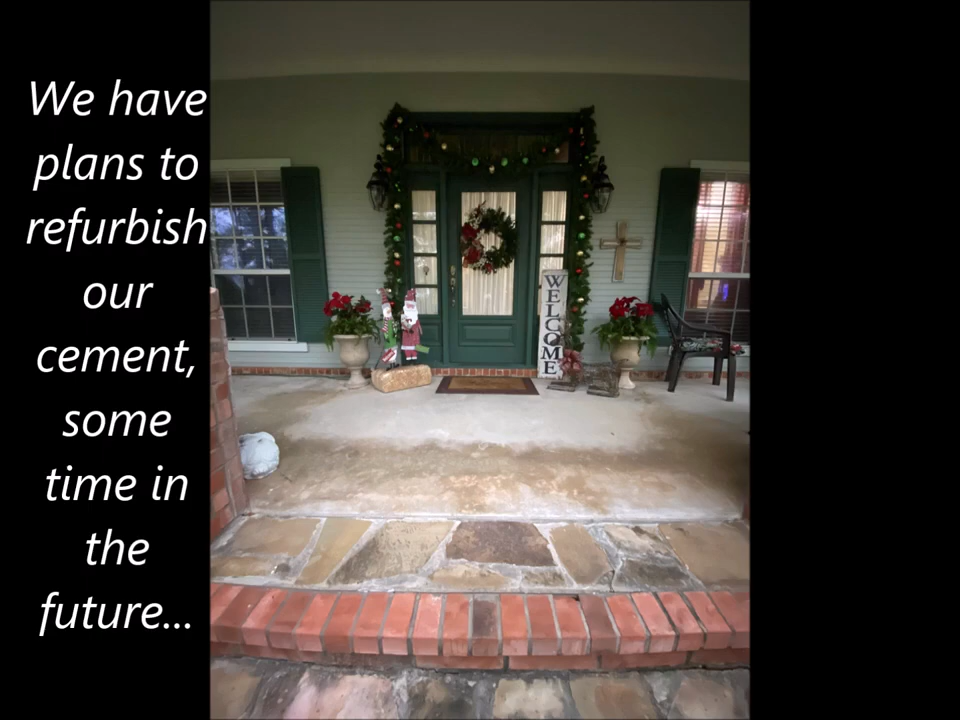 We have
plans to
refurbish
our
cement,
some
time in
the
future...
WELCOME